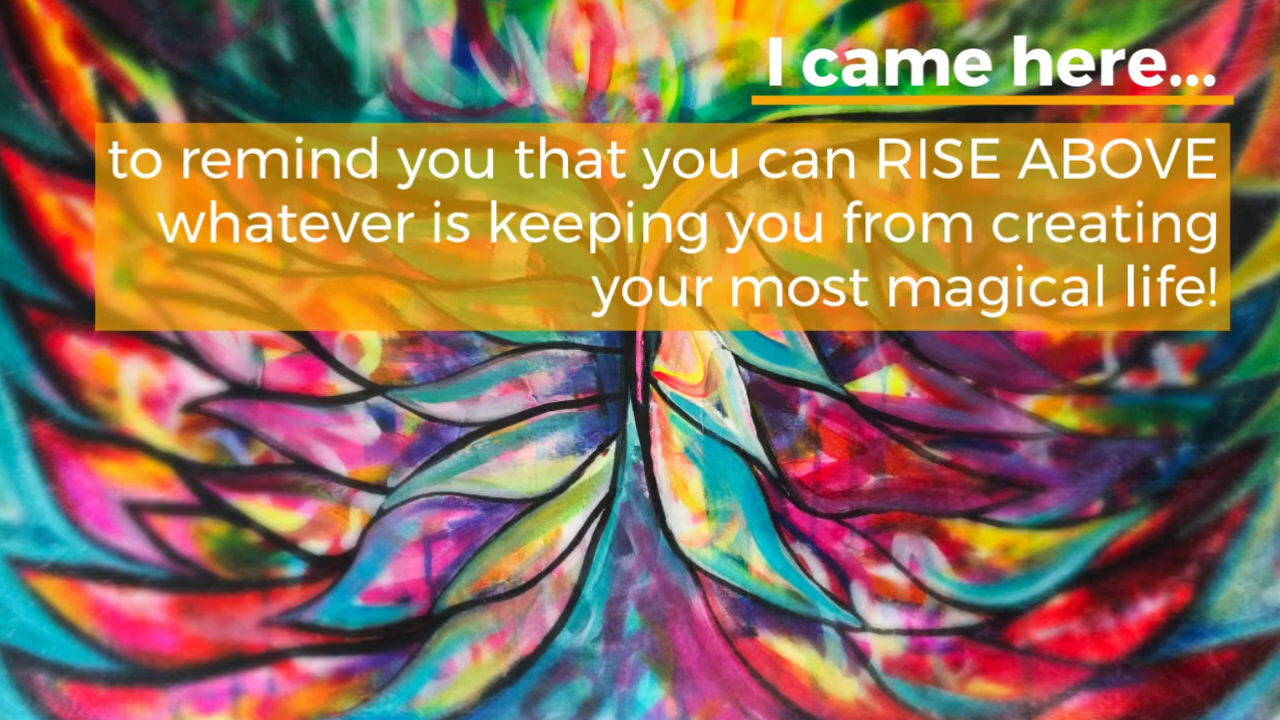 I came here...
to remind you that you can RISE ABOVE
whatever is keeping you from creating
your most magical life!